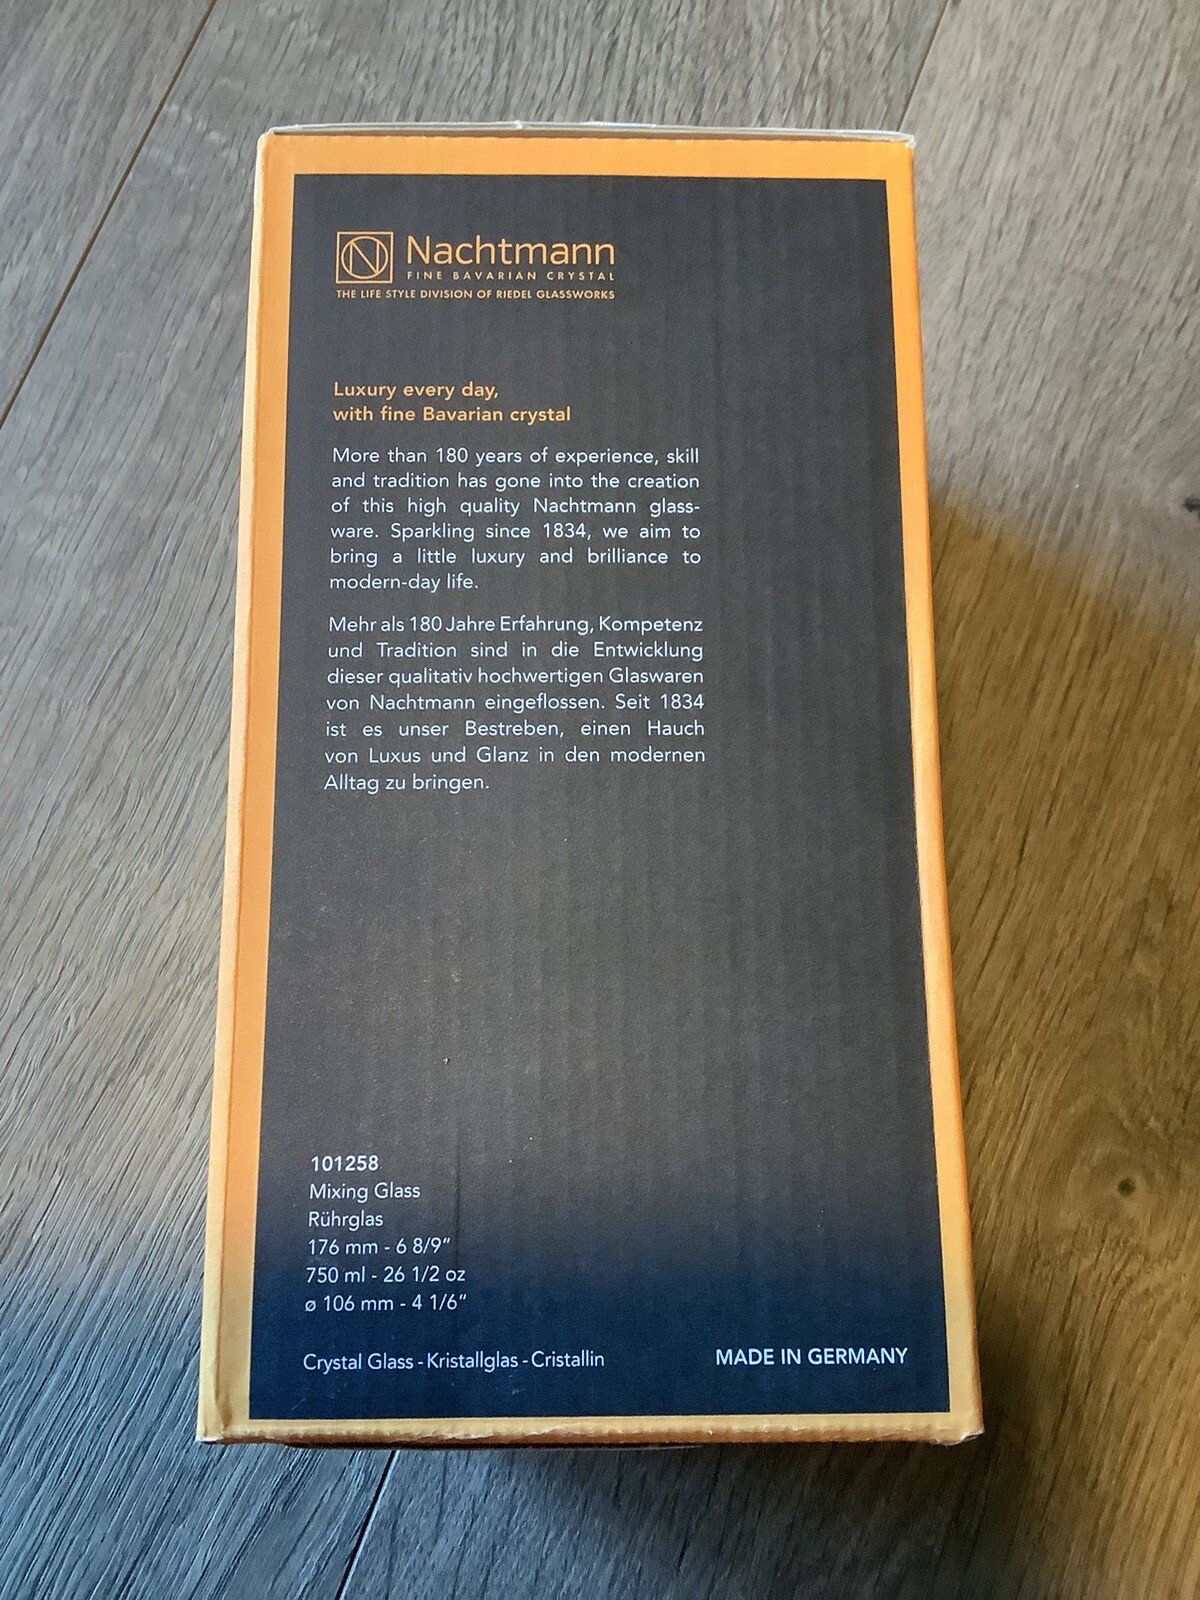 Nachtmann
FINE BAVARIAN CRYSTAL
THE LIFE STYLE DIVISION OF RIEDEL GLASSWORKS
Luxury every day,
with fine Bavarian crystal
More than 180 years of experience, skill
and tradition has gone into the creation
of this high quality Nachtmann glass-
ware. Sparkling since 1834, we aim to
bring a little luxury and brilliance to
modern-day life.
Mehr als 180 Jahre Erfahrung, Kompetenz
und Tradition sind in die Entwicklung
dieser qualitativ hochwertigen Glaswaren
von Nachtmann eingeflossen. Seit 1834
ist es unser Bestreben, einen Hauch
von Luxus und Glanz in den modernen
Alltag zu bringen.
101258
Mixing Glass
Rührglas
176 mm - 6 8/9"
750 ml - 26 1/2 oz
ø 106 mm - 4 1/6"
Crystal Glass - Kristallglas - Cristallin
MADE IN GERMANY